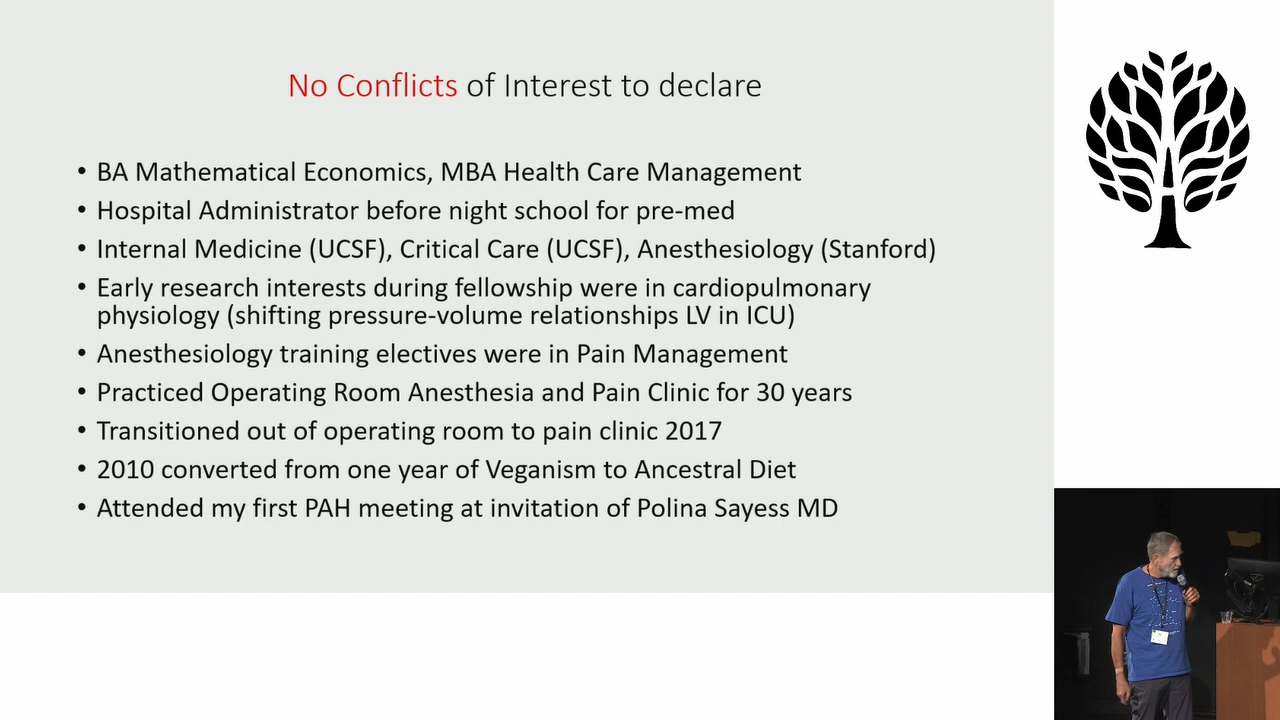 No Conflicts of Interest to declare
• BA Mathematical Economics, MBA Health Care Management
• Hospital Administrator before night school for pre-med
• Internal Medicine (UCSF), Critical Care (UCSF), Anesthesiology (Stanford)
• Early research interests during fellowship were in cardiopulmonary
physiology (shifting pressure-volume relationships LV in ICU)
• Anesthesiology training electives were in Pain Management
• Practiced Operating Room Anesthesia and Pain Clinic for 30 years
• Transitioned out of operating room to pain clinic 2017
• 2010 converted from one year of Veganism to Ancestral Diet
• Attended my first PAH meeting at invitation of Polina Sayess MD